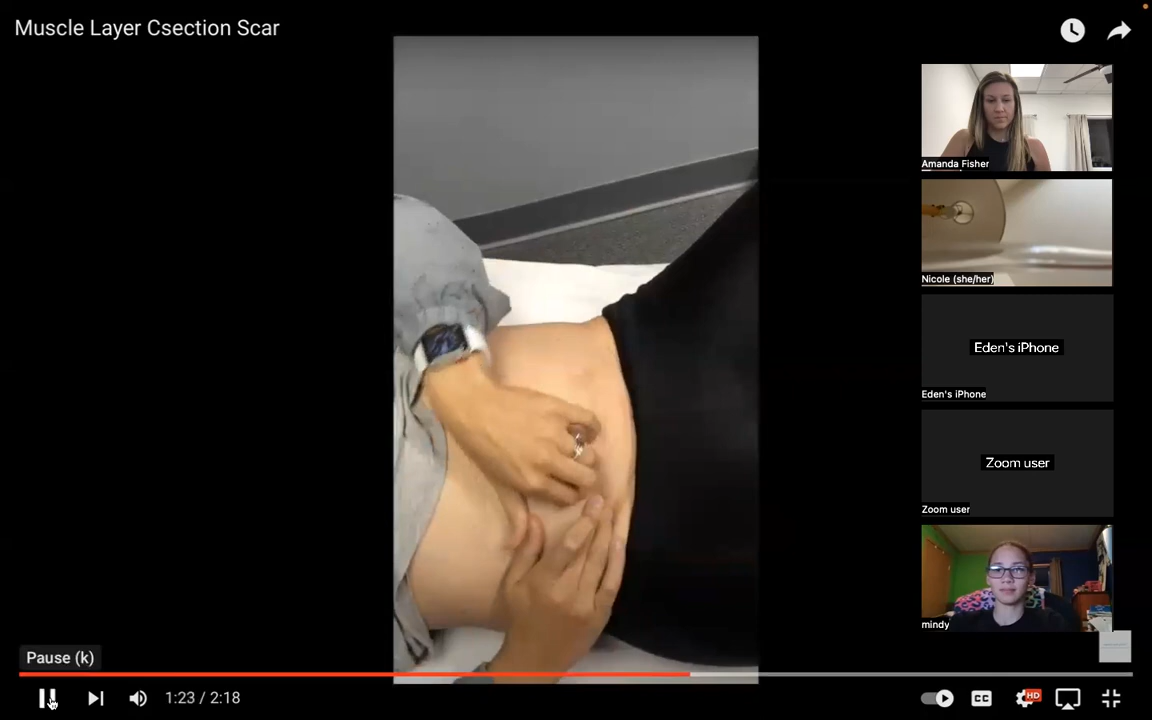 Muscle Layer Csection Scar
Amanda Fisher
Nicole (she/her)
Eden's iPhone
Eden's iPhone
Zoom user
Zoom user
mindy
Pause (k)
1:23 / 2:18
CC
HD